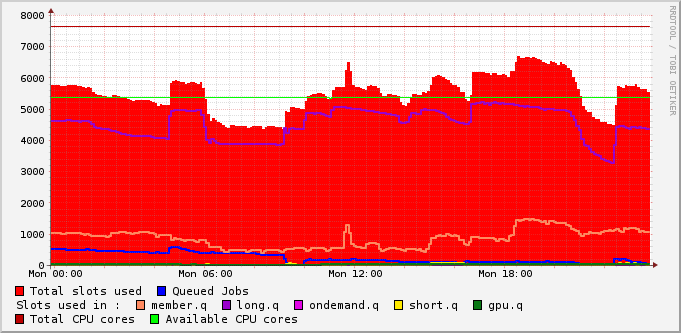 8000
7000
6000
5000
4000
3000
2000
1000
0
Mon 00:00 Mon 06:00 Mon 12:00 Mon 18:00
Total slots used Queued Jobs
Slots used in : member.q long.q ondemand.q short.q gpu.q
Total CPU cores Available CPU cores
RRDTOOL / TOBI OETIKER